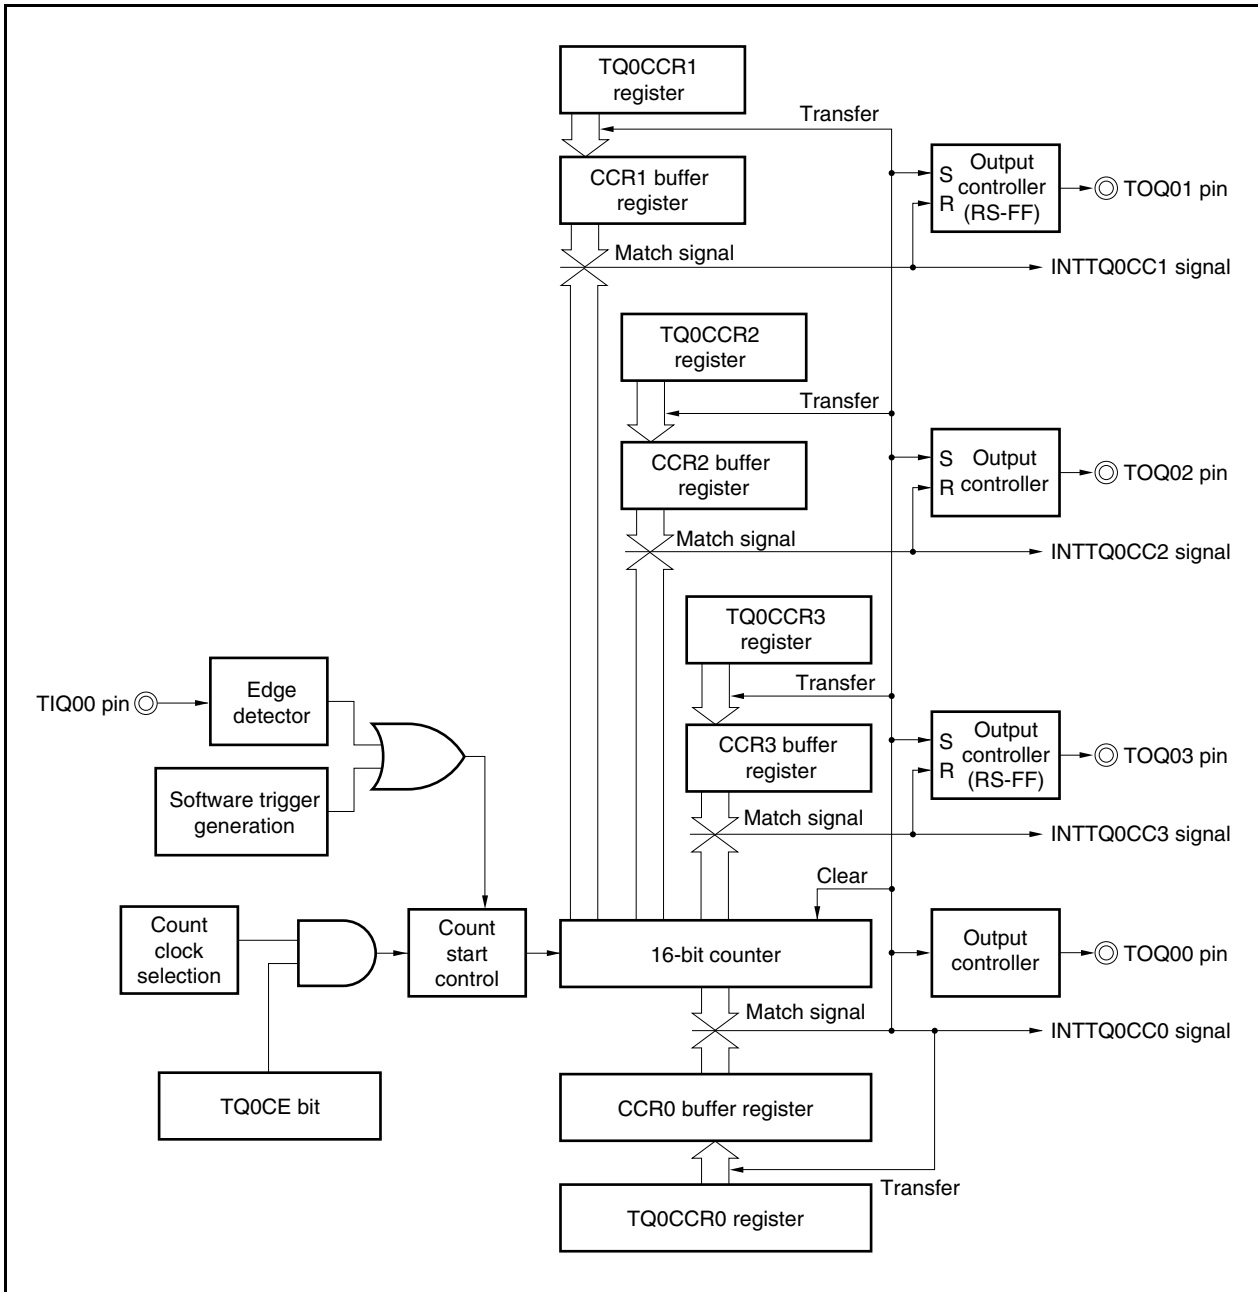 TQ0CCR1
register
Transfer
CCR1 buffer
register
S
R
Output
controller
(RS-FF)
TOQ01 pin
Match signal
INTTQ0CC1 signal
TQ0CCR2
register
Transfer
CCR2 buffer
register
S
R
Output
controller
TOQ02 pin
Match signal
INTTQ0CC2 signal
TQ0CCR3
register
Transfer
TIQ00 pin
Edge
detector
CCR3 buffer
register
S
R
Output
controller
(RS-FF)
TOQ03 pin
Software trigger
generation
Match signal
INTTQ0CC3 signal
Clear
Count
clock
selection
Count
start
control
16-bit counter
Output
controller
TOQ00 pin
Match signal
INTTQ0CC0 signal
TQ0CE bit
CCR0 buffer register
Transfer
TQ0CCR0 register